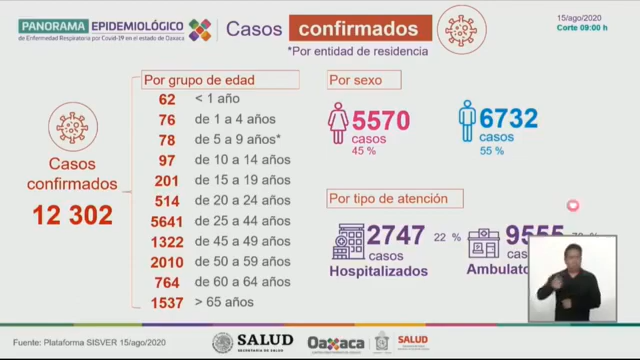 PANORAMA EPIDEMIOLÓGICO
de Enfermedad Respiratoria por Covid-19 en el estado de Oaxaca
Casos confirmados
*Por entidad de residencia
15/ago/2020
Corte 09:00 h
Casos
confirmados
12 302
Por grupo de edad
62 < 1 año
76 de 1 a 4 años
78 de 5 a 9 años*
97 de 10 a 14 años
201 de 15 a 19 años
514 de 20 a 24 años
5641 de 25 a 44 años
1322 de 45 a 49 años
2010 de 50 a 59 años
764 de 60 a 64 años
1537 > 65 años
Por sexo
5570
casos
45 %
6732
casos
55 %
Por tipo de atención
2747 22 %
casos
Hospitalizados
9555
Fuente: Plataforma SISVER 15/ago/2020
SALUD
SECRETARÍA DE SALUD
Oaxaca
SALUD